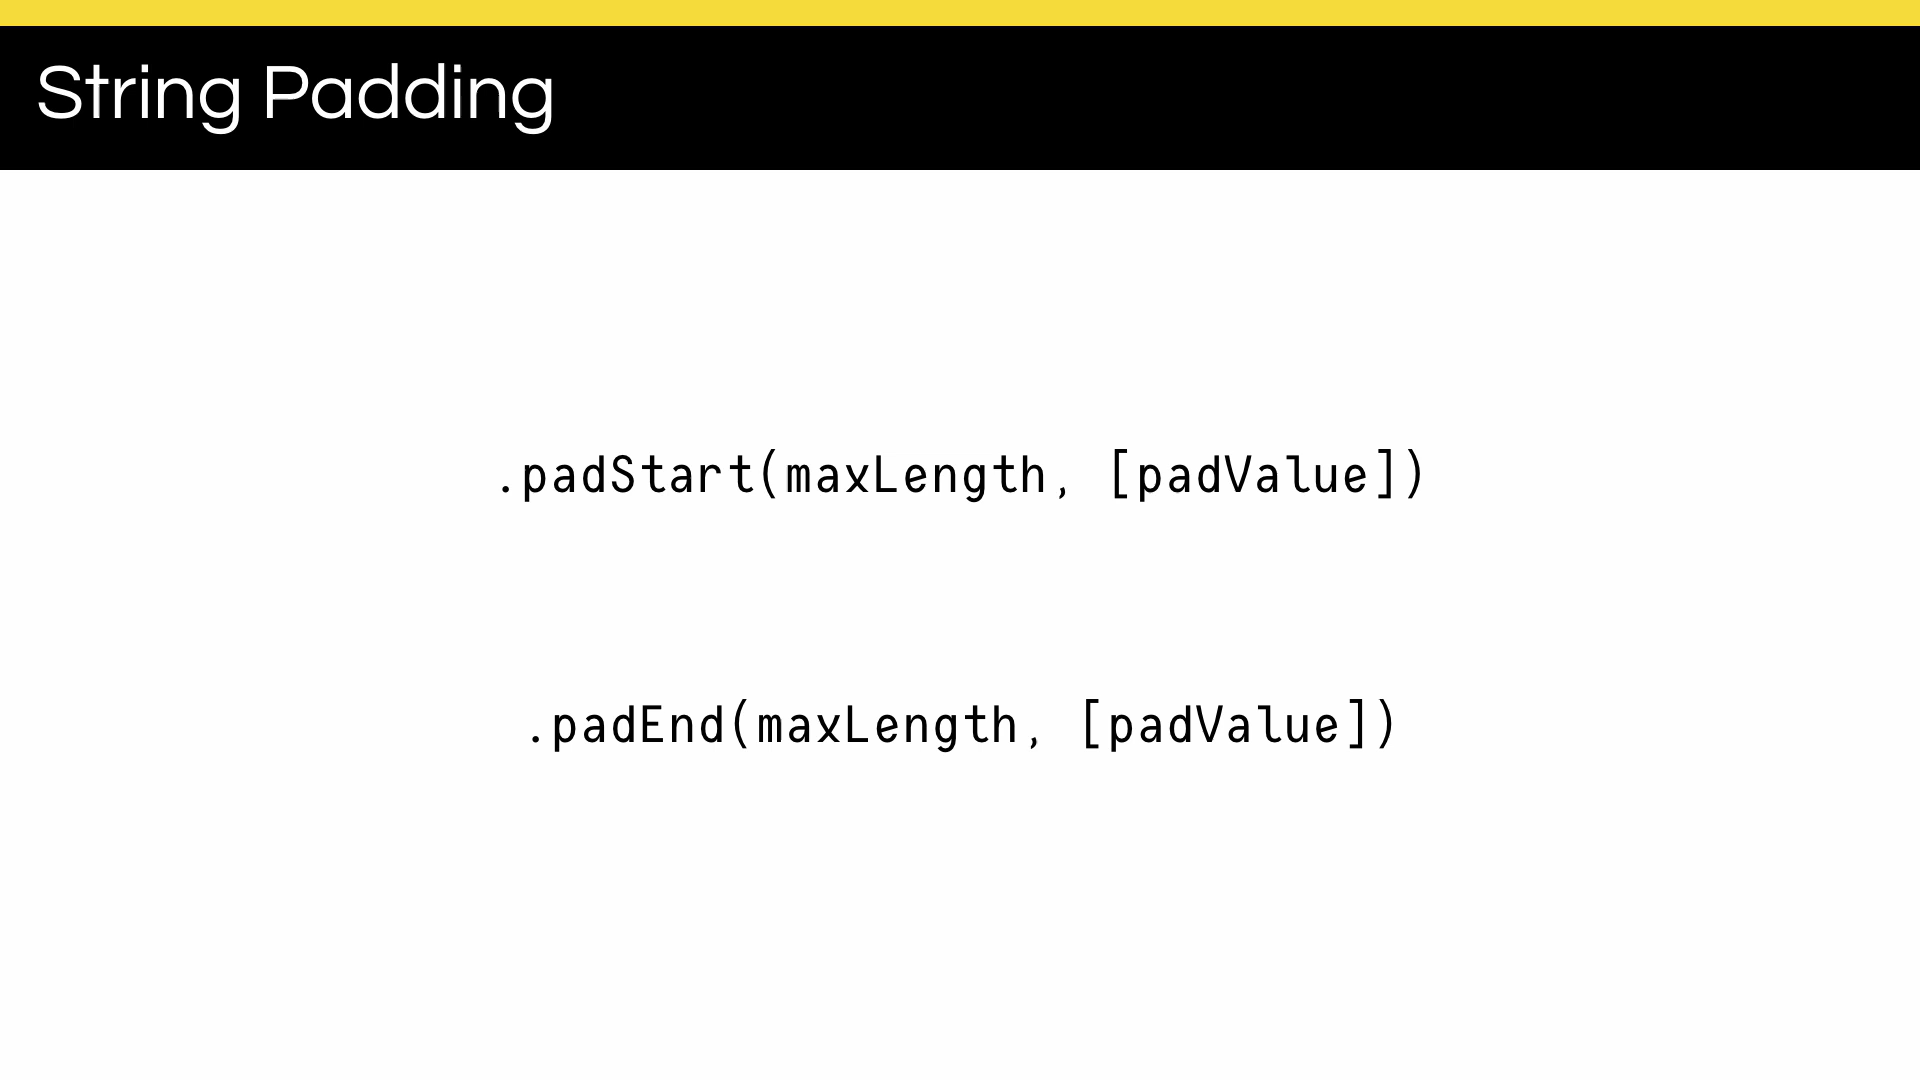 String Padding
.padStart(maxLength, [padValue])
.padEnd(maxLength, [padValue])